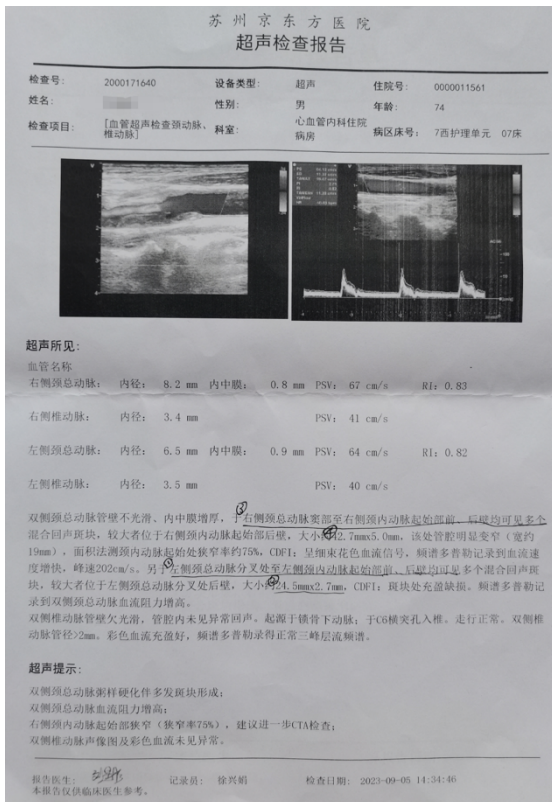 苏州京东方医院
超声检查报告
检查号: 2000171640 设备类型: 超声 住院号: 0000011561
姓名: 性别: 男 年龄: 74
检查项目: [血管超声检查颈动脉、椎动脉] 科室: 心血管内科住院病房 病区床号: 7西护理单元 07床
超声所见:
血管名称
右侧颈总动脉: 内径: 8.2 mm 内中膜: 0.8 mm PSV: 67 cm/s RI: 0.83
右侧椎动脉: 内径: 3.4 mm PSV: 41 cm/s
左侧颈总动脉: 内径: 6.5 mm 内中膜: 0.9 mm PSV: 64 cm/s RI: 0.82
左侧椎动脉: 内径: 3.5 mm PSV: 40 cm/s
双侧颈总动脉管壁不光滑、内中膜增厚,于右侧颈总动脉窦部至右侧颈内动脉起始部前、后壁均可见多个
混合回声斑块,较大者位于右侧颈内动脉起始部后壁,大小2.7mmx5.0mm,该处管腔明显变窄(宽约
19mm),面积法测颈内动脉起始处狭窄率约75%,CDFI:呈细束花色血流信号,频谱多普勒记录到血流速
度增快,峰速202cm/s。另于左侧颈总动脉分叉处至左侧颈内动脉起始部前、后壁均可见多个混合回声斑
块,较大者位于左侧颈总动脉分叉处后壁,大小24.5mmx2.7mm,CDFI:斑块处充盈缺损。频谱多普勒记
录到双侧颈总动脉血流阻力增高。
双侧椎动脉管壁欠光滑,管腔内未见异常回声。起源于锁骨下动脉;于C6横突孔入椎。走行正常。双侧椎
动脉管径>2mm。彩色血流充盈好,频谱多普勒录得正常三峰层流频谱。
超声提示:
双侧颈总动脉粥样硬化伴多发斑块形成;
双侧颈总动脉血流阻力增高;
右侧颈内动脉起始部狭窄(狭窄率75%),建议进一步CTA检查;
双侧椎动脉声像图及彩色血流未见异常。
报告医生: 记录员: 徐兴娟 检查日期: 2023-09-05 14:34:46
本报告仅供临床医生参考。